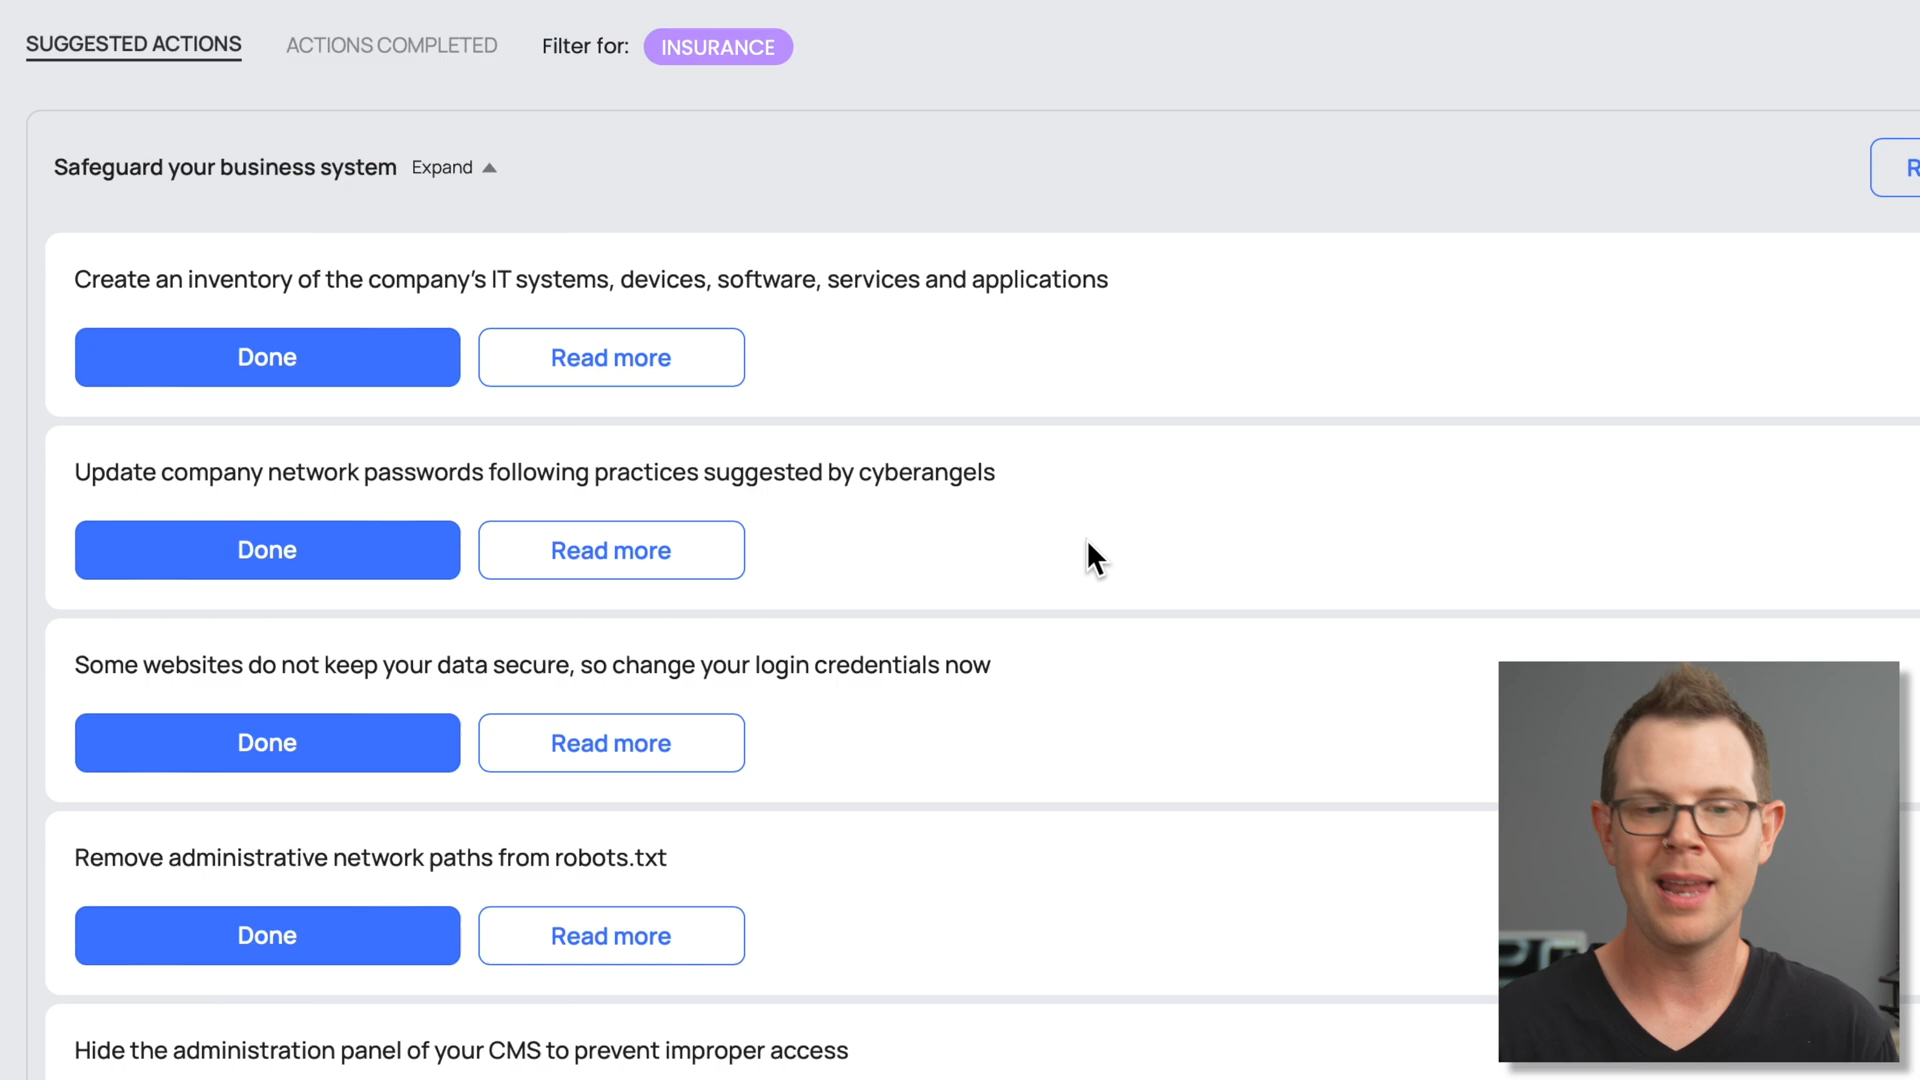 SUGGESTED ACTIONS ACTIONS COMPLETED Filter for: INSURANCE
Safeguard your business system Expand
Create an inventory of the company's IT systems, devices, software, services and applications
Done Read more
Update company network passwords following practices suggested by cyberangels
Done Read more
Some websites do not keep your data secure, so change your login credentials now
Done Read more
Remove administrative network paths from robots.txt
Done Read more
Hide the administration panel of your CMS to prevent improper access